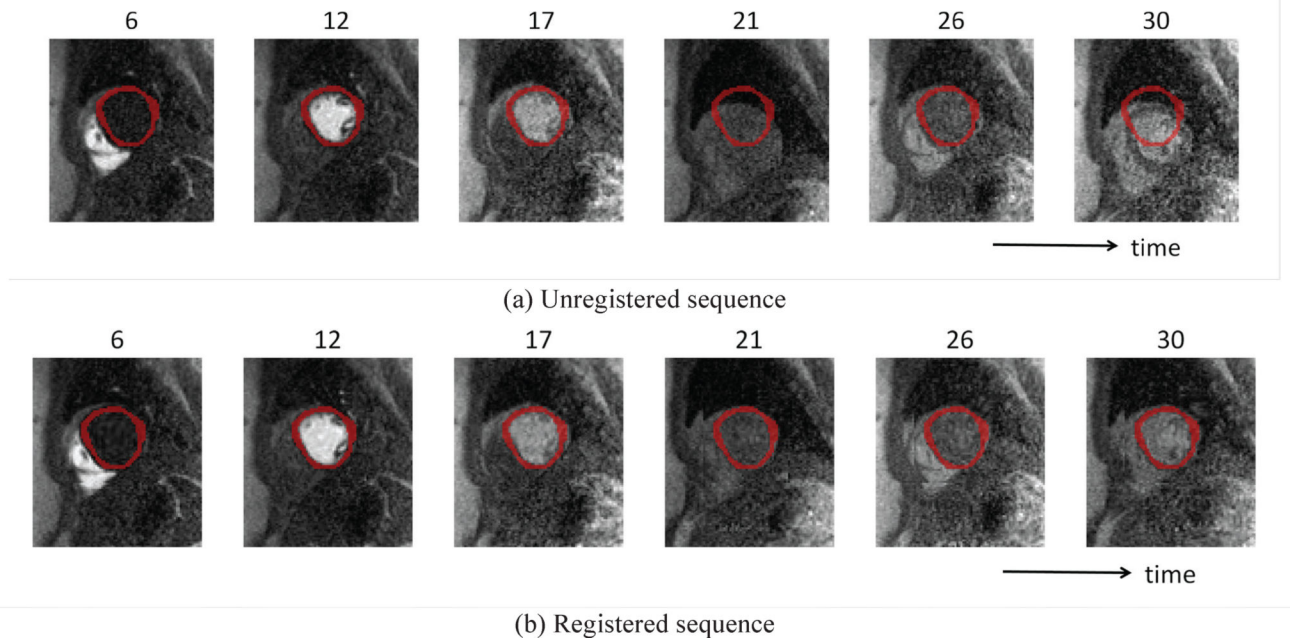 6 12 17 21 26 30
time
(a) Unregistered sequence
6 12 17 21 26 30
time
(b) Registered sequence